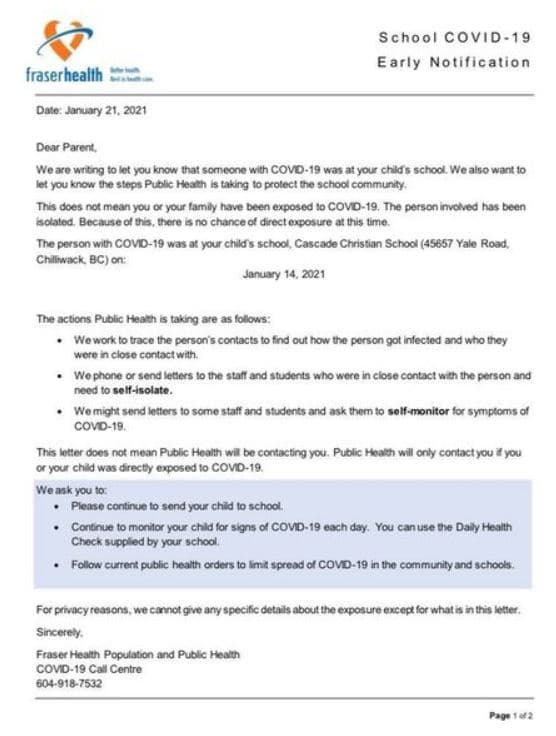 School COVID-19
fraserhealth
Better health.
Best in health care.
Early Notification
Date: January 21, 2021
Dear Parent,
We are writing to let you know that someone with COVID-19 was at your child's school. We also want to
let you know the steps Public Health is taking to protect the school community.
This does not mean you or your family have been exposed to COVID-19. The person involved has been
isolated. Because of this, there is no chance of direct exposure at this time.
The person with COVID-19 was at your child's school, Cascade Christian School (45657 Yale Road,
Chilliwack, BC) on:
January 14, 2021
The actions Public Health is taking are as follows:
• We work to trace the person's contacts to find out how the person got infected and who they
were in close contact with.
• We phone or send letters to the staff and students who were in close contact with the person and
need to self-isolate.
• We might send letters to some staff and students and ask them to self-monitor for symptoms of
COVID-19.
This letter does not mean Public Health will be contacting you. Public Health will only contact you if you
or your child was directly exposed to COVID-19.
We ask you to:
• Please continue to send your child to school.
• Continue to monitor your child for signs of COVID-19 each day. You can use the Daily Health
Check supplied by your school.
• Follow current public health orders to limit spread of COVID-19 in the community and schools.
For privacy reasons, we cannot give any specific details about the exposure except for what is in this letter.
Sincerely,
Fraser Health Population and Public Health
COVID-19 Call Centre
604-918-7532
Page 1 of 2